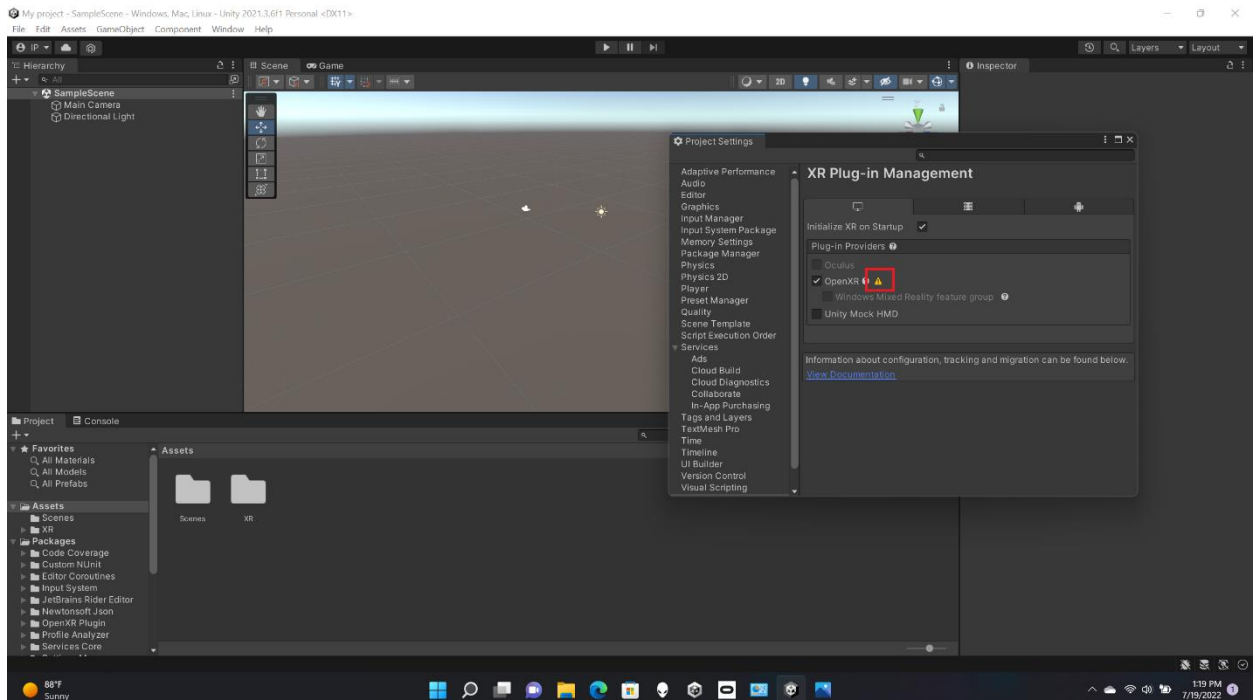 My project - SampleScene - Windows, Mac, Linux - Unity 2021.3.6f1 Personal <DX11>
File Edit Assets GameObject Component Window Help
IP Layers Layout
Hierarchy
All
SampleScene
Main Camera
Directional Light
Scene Game
2D
Inspector
Project Settings
Adaptive Performance
Audio
Editor
Graphics
Input Manager
Input System Package
Memory Settings
Package Manager
Physics
Physics 2D
Player
Preset Manager
Quality
Scene Template
Script Execution Order
Services
Ads
Cloud Build
Cloud Diagnostics
Collaborate
In-App Purchasing
Tags and Layers
TextMesh Pro
Time
Timeline
UI Builder
Version Control
Visual Scripting
XR Plug-in Management
Initialize XR on Startup
Plug-in Providers
Oculus
OpenXR
Windows Mixed Reality feature group
Unity Mock HMD
Information about configuration, tracking and migration can be found below.
View Documentation
Project Console
Favorites
All Materials
All Models
All Prefabs
Assets
Scenes
XR
Packages
Code Coverage
Custom NUnit
Editor Coroutines
Input System
JetBrains Rider Editor
Newtonsoft Json
OpenXR Plugin
Profile Analyzer
Services Core
Assets
Scenes XR
88°F
Sunny
1:19 PM
7/19/2022
1